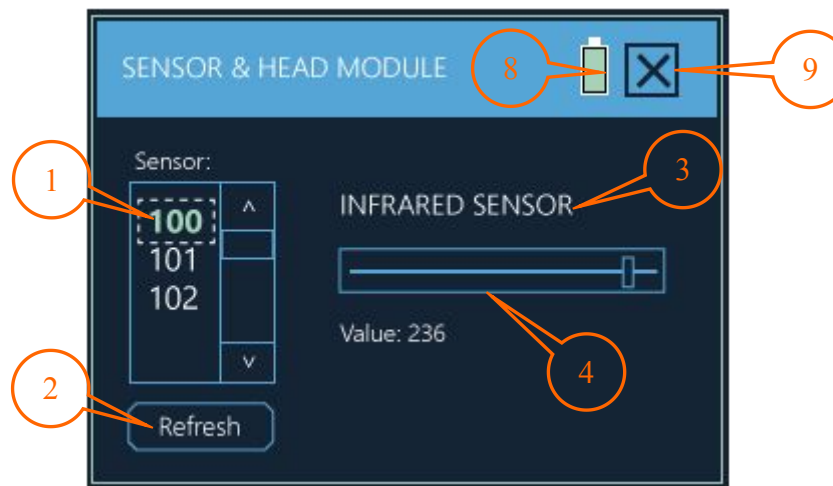 SENSOR & HEAD MODULE
8
9
Sensor:
1
100
101
102
^
v
INFRARED SENSOR
3
Value: 236
4
2
Refresh